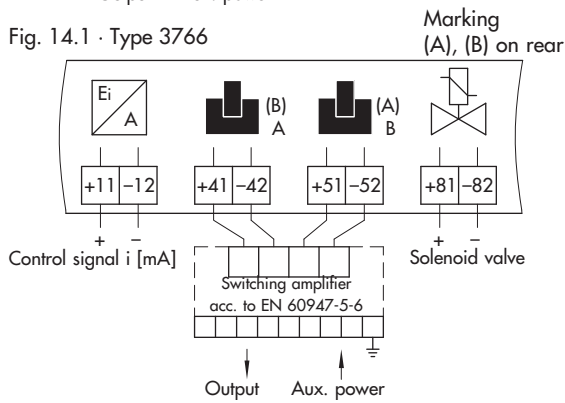 Marking
Fig. 14.1 · Type 3766
(A), (B) on rear
Ei
A
(B)
A
(A)
B
+11 –12 +41 –42 +51 –52 +81 –82
+ –
+ –
Control signal i [mA]
Solenoid valve
Switching amplifier
acc. to EN 60947-5-6
Output Aux. power